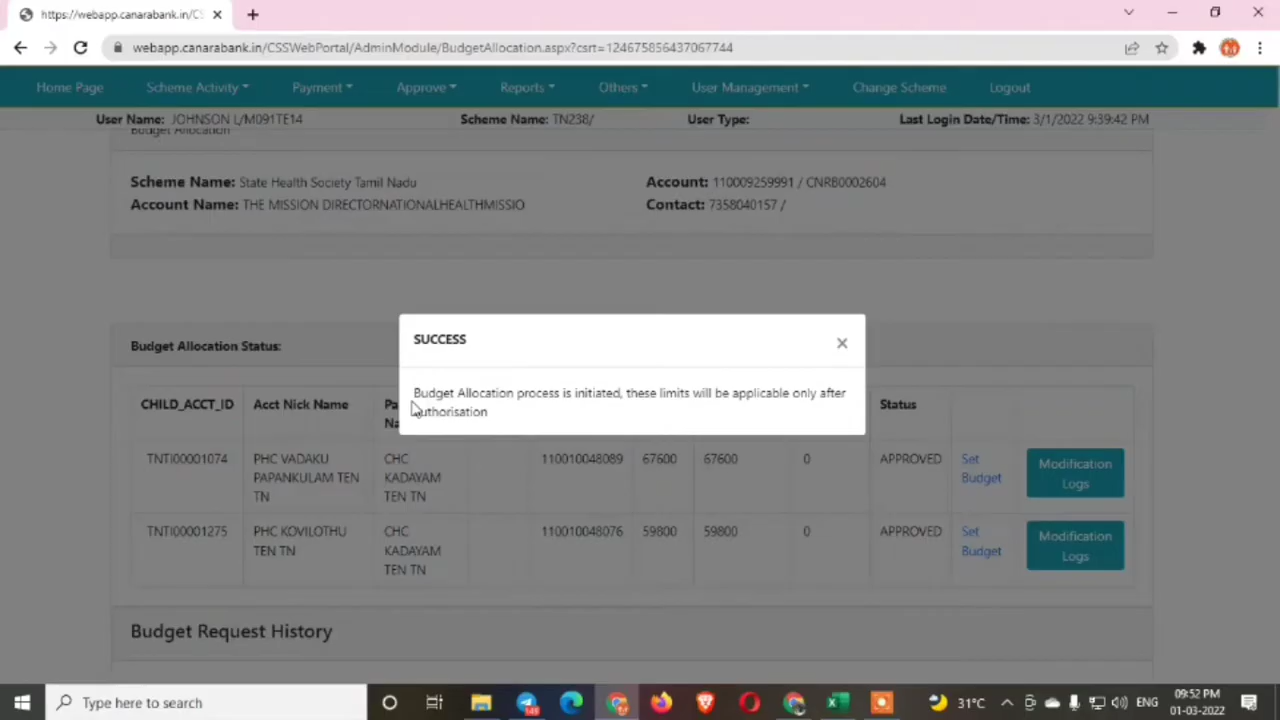 https://webapp.canarabank.in/CS
webapp.canarabank.in/CSSWebPortal/AdminModule/BudgetAllocation.aspx?csrt=124675856437067744
Home Page Scheme Activity Payment Approve Reports Others User Management Change Scheme Logout
User Name: JOHNSON L/M091TE14 Scheme Name: TN238/ User Type: Last Login Date/Time: 3/1/2022 9:39:42 PM
Budget Allocation
Scheme Name: State Health Society Tamil Nadu Account: 110009259991 / CNRB0002604
Account Name: THE MISSION DIRECTORNATIONALHEALTHMISSIO Contact: 7358040157 /
SUCCESS
Budget Allocation process is initiated, these limits will be applicable only after
authorisation
Budget Allocation Status:
CHILD_ACCT_ID Acct Nick Name Status
TNTI00001074 PHC VADAKU PAPANKULAM TEN TN CHC KADAYAM TEN TN 110010048089 67600 67600 0 APPROVED Set Budget Modification Logs
TNTI00001275 PHC KOVILOTHU TEN TN CHC KADAYAM TEN TN 110010048076 59800 59800 0 APPROVED Set Budget Modification Logs
Budget Request History
Type here to search
148
31°C
ENG
09:52 PM
01-03-2022